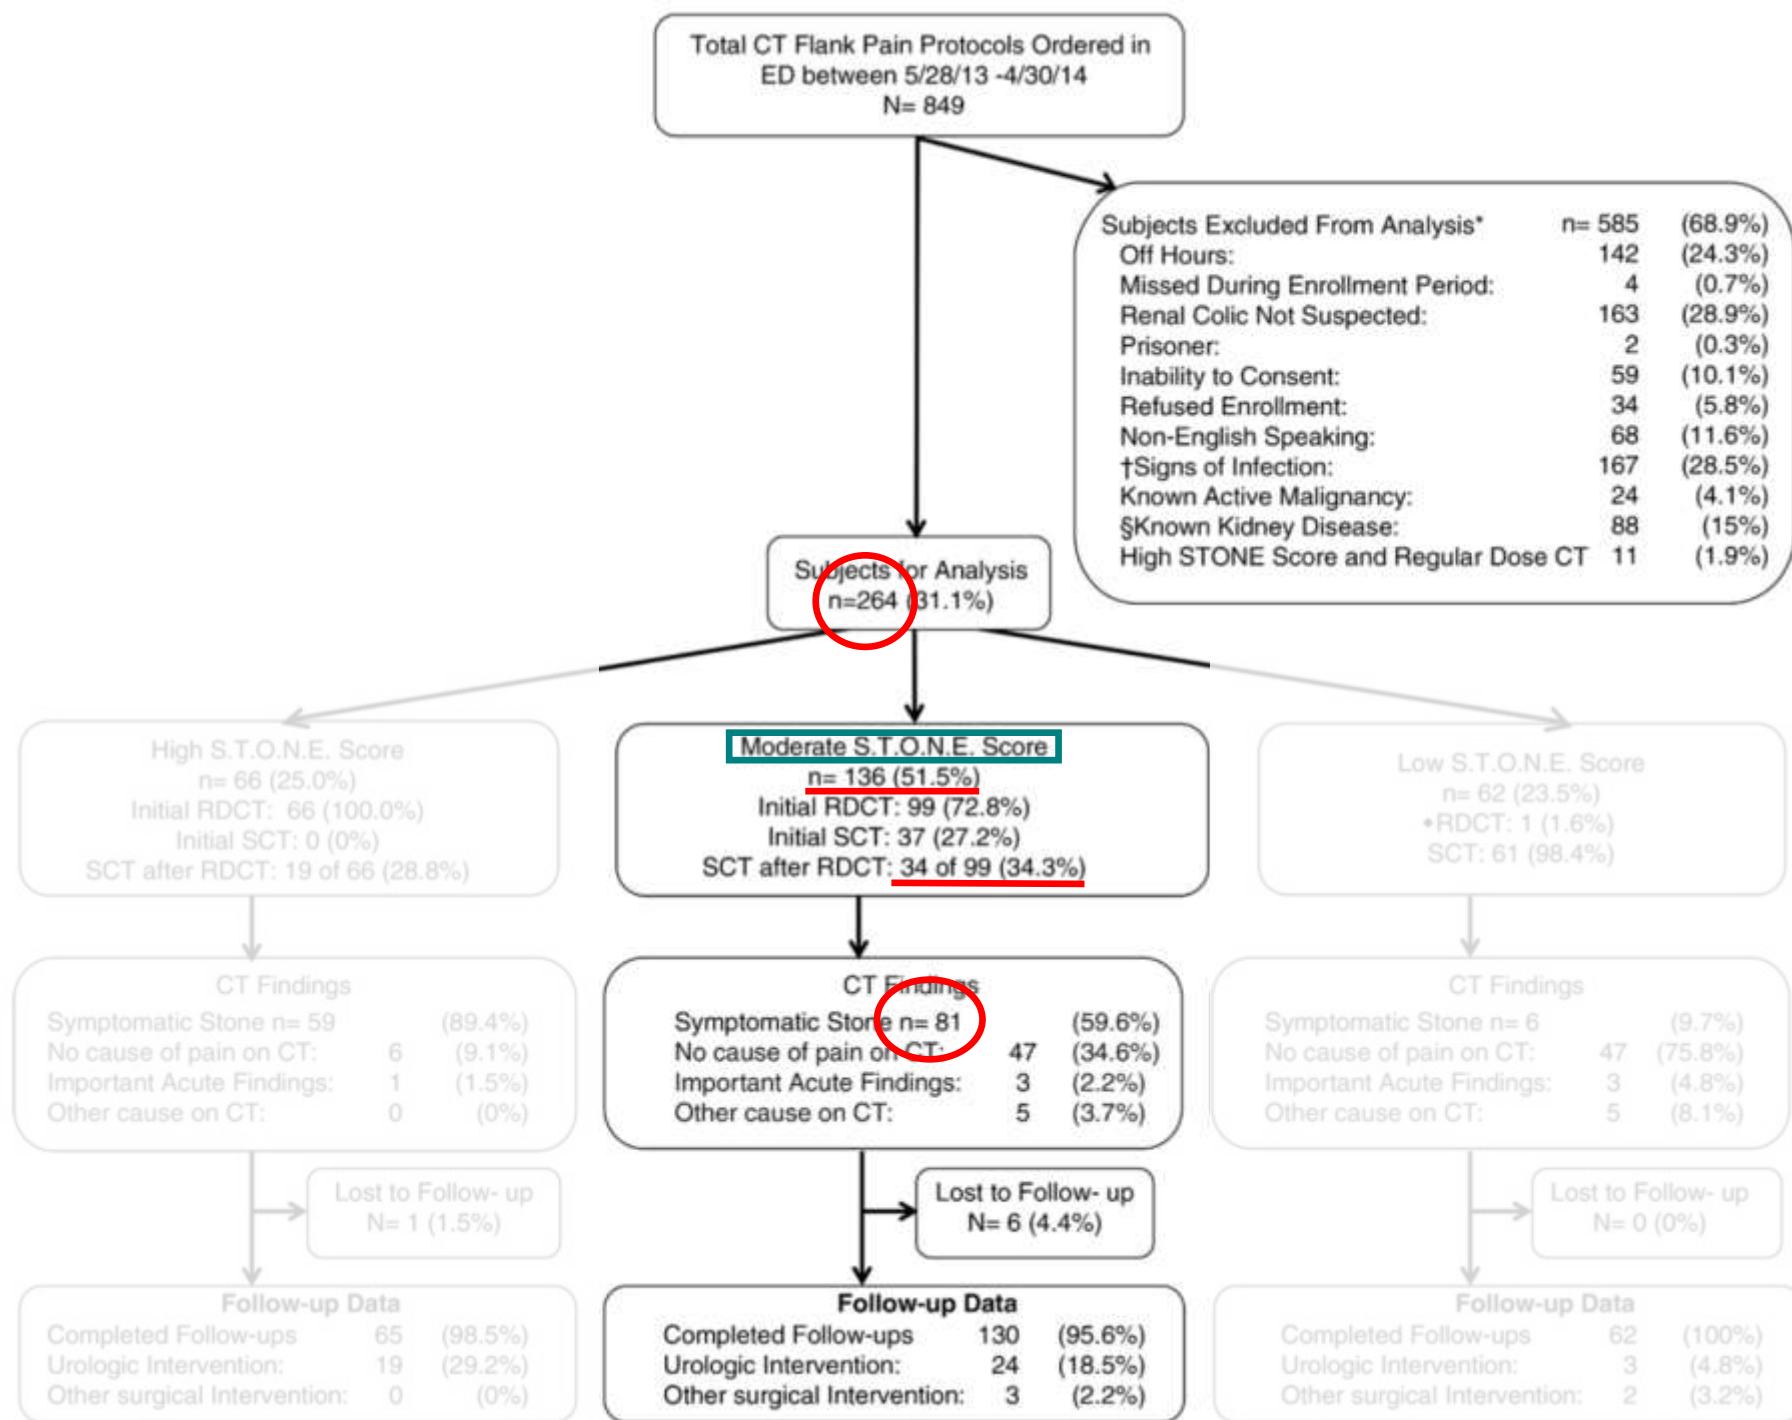 Total CT Flank Pain Protocols Ordered in
ED between 5/28/13 -4/30/14
N= 849
Subjects Excluded From Analysis* n= 585 (68.9%)
Off Hours: 142 (24.3%)
Missed During Enrollment Period: 4 (0.7%)
Renal Colic Not Suspected: 163 (28.9%)
Prisoner: 2 (0.3%)
Inability to Consent: 59 (10.1%)
Refused Enrollment: 34 (5.8%)
Non-English Speaking: 68 (11.6%)
†Signs of Infection: 167 (28.5%)
Known Active Malignancy: 24 (4.1%)
§Known Kidney Disease: 88 (15%)
High STONE Score and Regular Dose CT 11 (1.9%)
Subjects for Analysis
n=264 (31.1%)
High S.T.O.N.E. Score
n= 66 (25.0%)
Initial RDCT: 66 (100.0%)
Initial SCT: 0 (0%)
SCT after RDCT: 19 of 66 (28.8%)
Moderate S.T.O.N.E. Score
n= 136 (51.5%)
Initial RDCT: 99 (72.8%)
Initial SCT: 37 (27.2%)
SCT after RDCT: 34 of 99 (34.3%)
Low S.T.O.N.E. Score
n= 62 (23.5%)
◆RDCT: 1 (1.6%)
SCT: 61 (98.4%)
CT Findings
Symptomatic Stone n= 59 (89.4%)
No cause of pain on CT: 6 (9.1%)
Important Acute Findings: 1 (1.5%)
Other cause on CT: 0 (0%)
CT Findings
Symptomatic Stone n= 81 (59.6%)
No cause of pain on CT: 47 (34.6%)
Important Acute Findings: 3 (2.2%)
Other cause on CT: 5 (3.7%)
CT Findings
Symptomatic Stone n= 6 (9.7%)
No cause of pain on CT: 47 (75.8%)
Important Acute Findings: 3 (4.8%)
Other cause on CT: 5 (8.1%)
Lost to Follow- up
N= 1 (1.5%)
Lost to Follow- up
N= 6 (4.4%)
Lost to Follow- up
N= 0 (0%)
Follow-up Data
Completed Follow-ups 65 (98.5%)
Urologic Intervention: 19 (29.2%)
Other surgical Intervention: 0 (0%)
Follow-up Data
Completed Follow-ups 130 (95.6%)
Urologic Intervention: 24 (18.5%)
Other surgical Intervention: 3 (2.2%)
Follow-up Data
Completed Follow-ups 62 (100%)
Urologic Intervention: 3 (4.8%)
Other surgical Intervention: 2 (3.2%)